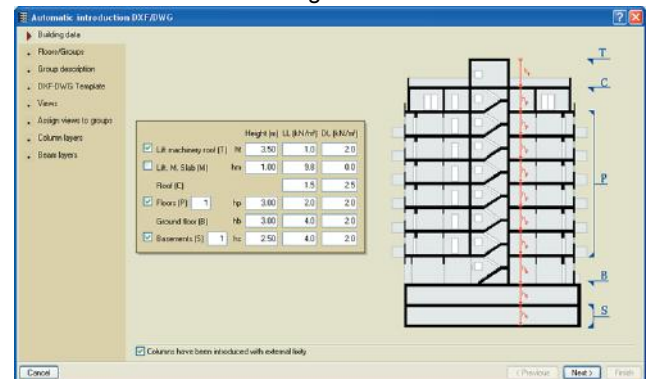 Automatic introduction DXF/DWG
Building data
Floors/Groups
Group description
DXF-DWG Template
Views
Assign views to groups
Column layers
Beam layers
Height (m) LL (kN/m²) DL (kN/m²)
Lift machinery roof (T) ht 3.50 1.0 2.0
Lift. M. Slab (M) hm 1.00 9.8 0.0
Roof (C) 1.5 2.5
Floors (P) 1 hp 3.00 2.0 2.0
Ground floor (B) hb 3.00 4.0 2.0
Basements (S) 1 hs 2.50 4.0 2.0
T
C
P
B
S
Columns have been introduced with external fixity
Cancel < Previous Next > Finish